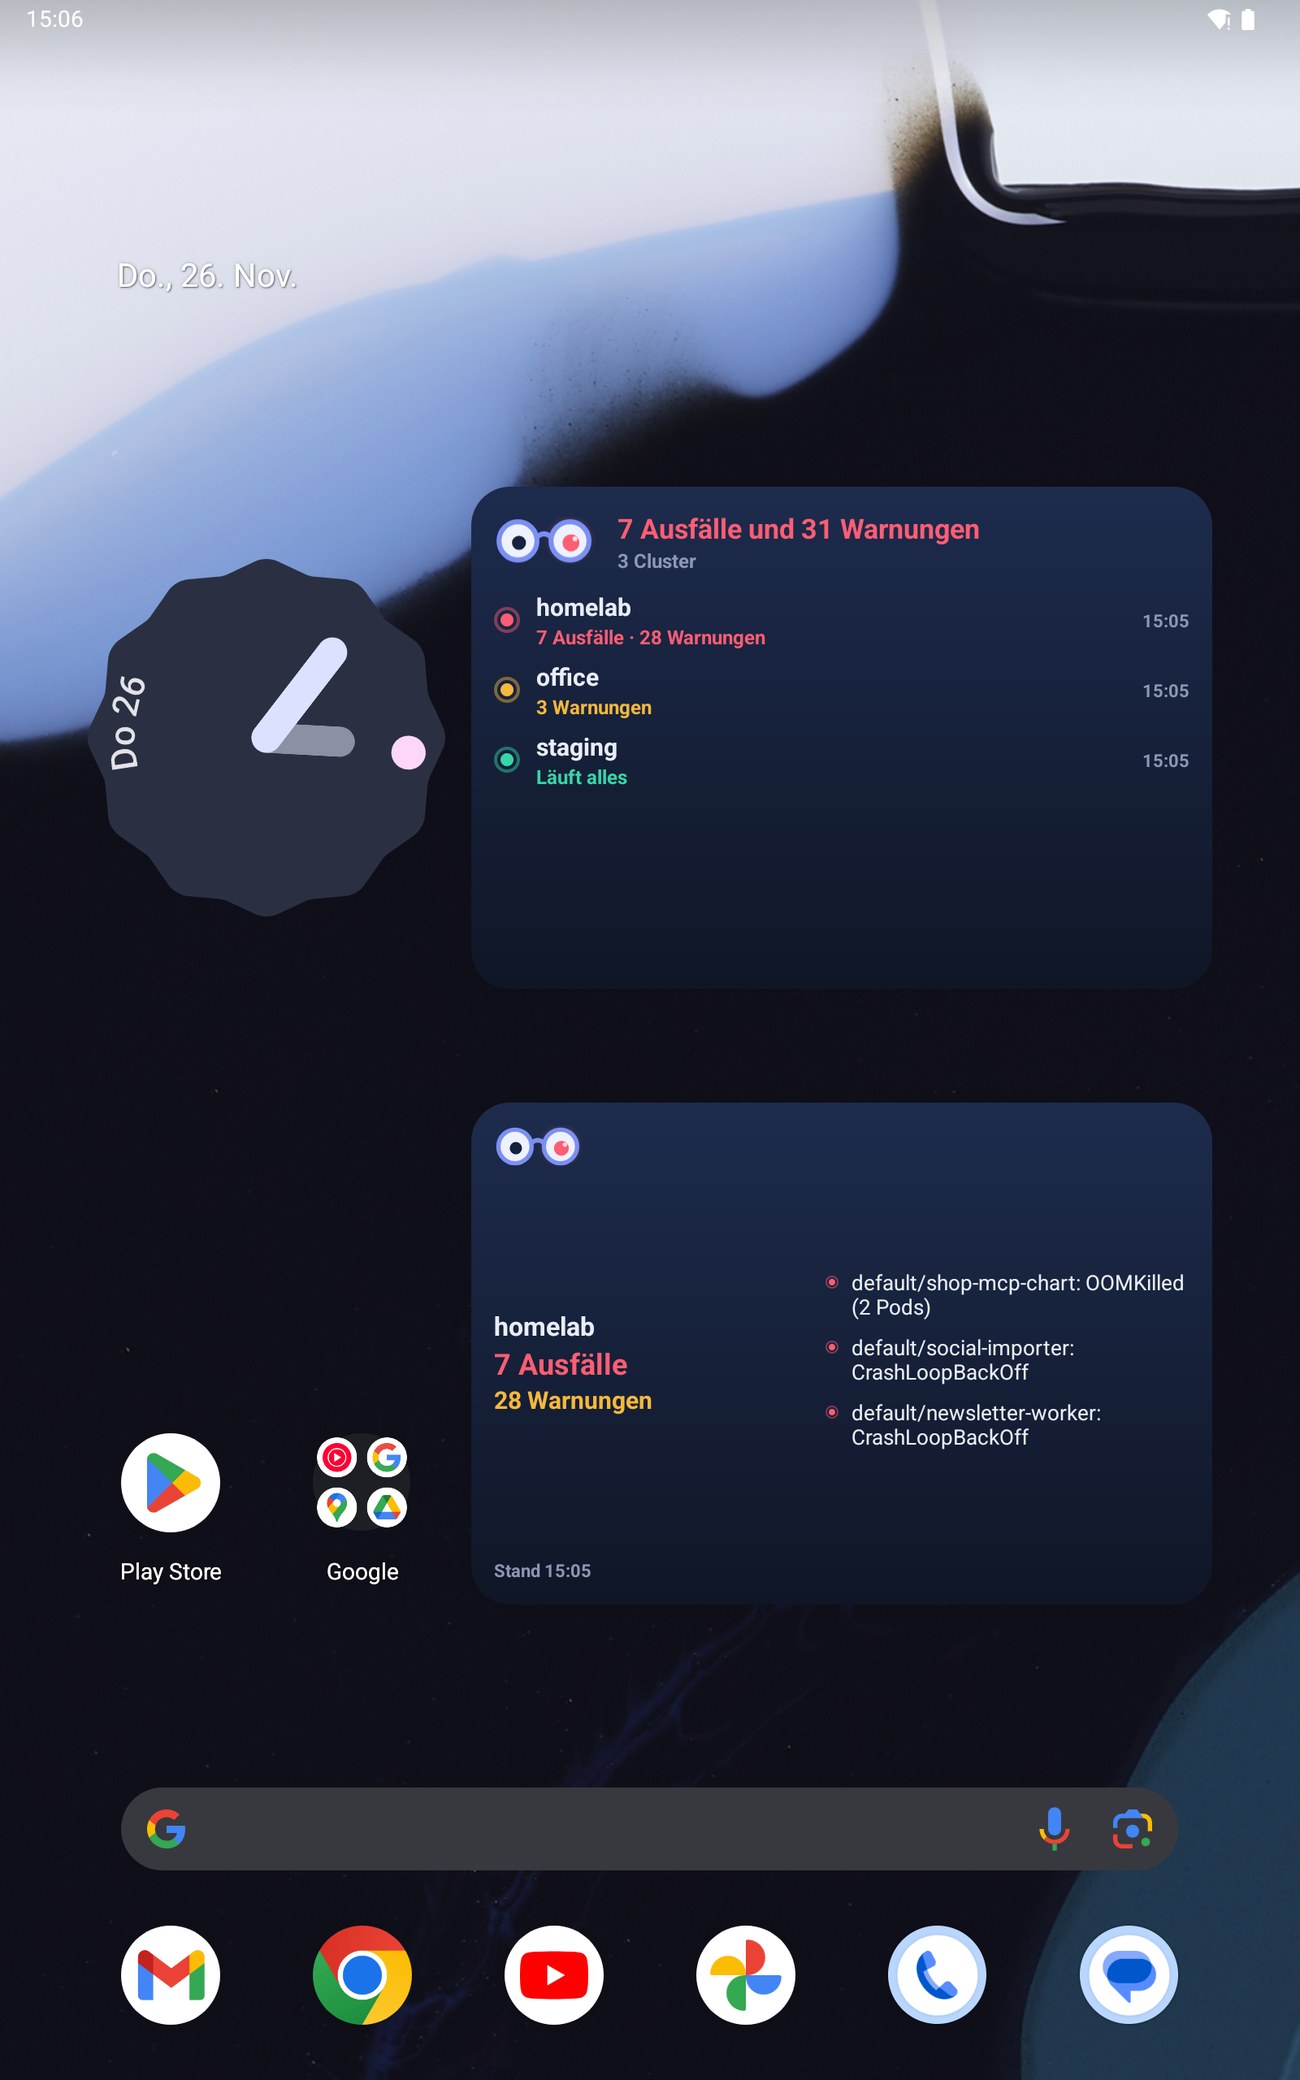 15:06
Do., 26. Nov.
Do 26
7 Ausfälle und 31 Warnungen
3 Cluster
homelab
7 Ausfälle · 28 Warnungen
15:05
office
3 Warnungen
15:05
staging
Läuft alles
15:05
homelab
7 Ausfälle
28 Warnungen
default/shop-mcp-chart: OOMKilled
(2 Pods)
default/social-importer:
CrashLoopBackOff
default/newsletter-worker:
CrashLoopBackOff
Stand 15:05
Play Store
Google